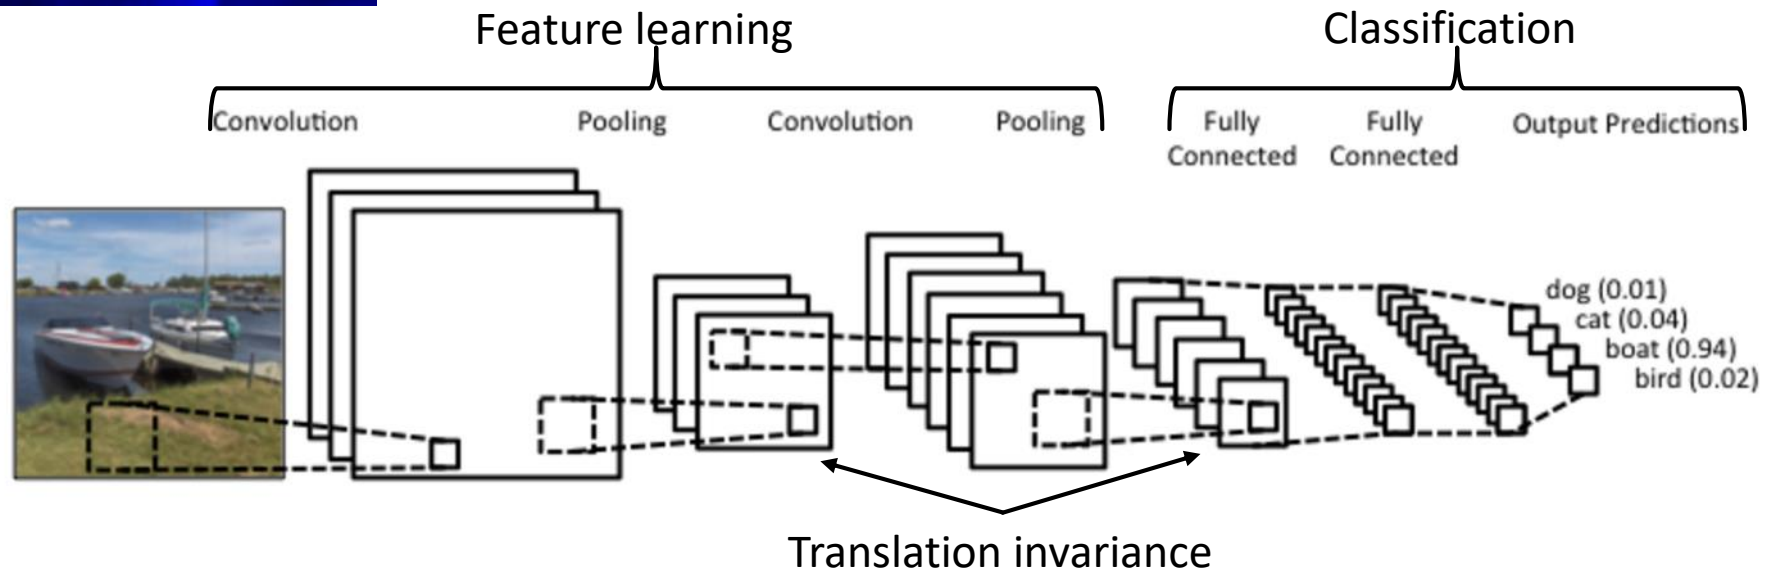 Feature learning
Classification
Convolution
Pooling
Convolution
Pooling
Fully
Connected
Fully
Connected
Output Predictions
dog (0.01)
cat (0.04)
boat (0.94)
bird (0.02)
Translation invariance